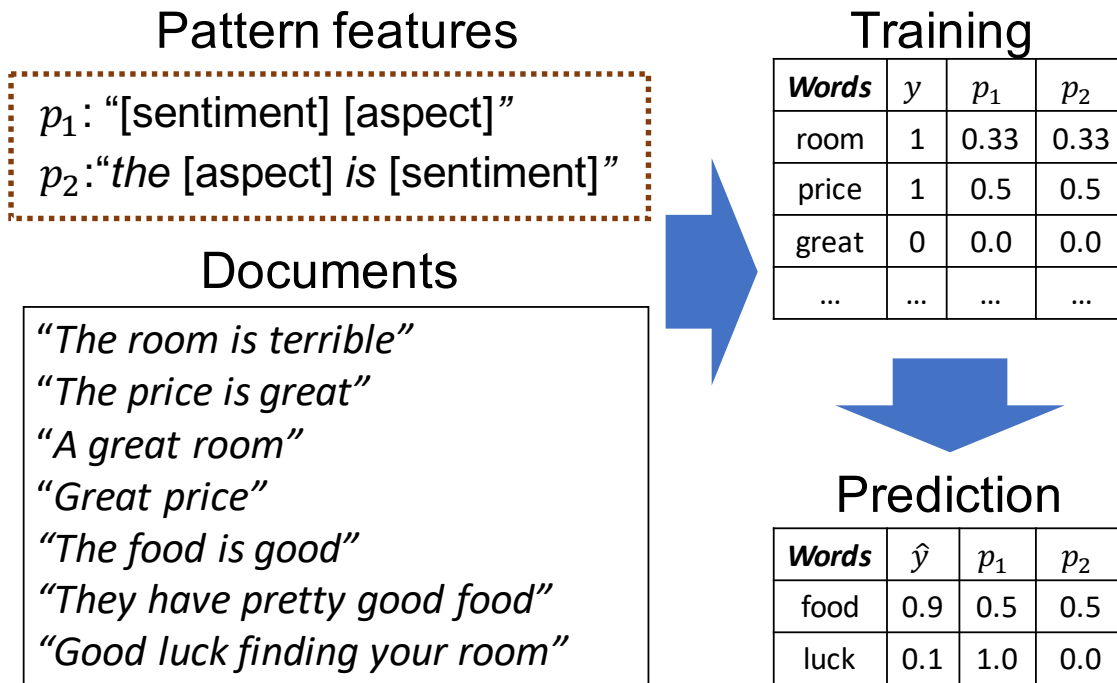 Pattern features
p₁: “[sentiment] [aspect]”
p₂:“the [aspect] is [sentiment]”
Documents
“The room is terrible”
“The price is great”
“A great room”
“Great price”
“The food is good”
“They have pretty good food”
“Good luck finding your room”
Training
Words y p₁ p₂
room 1 0.33 0.33
price 1 0.5 0.5
great 0 0.0 0.0
... ... ... ...
Prediction
Words ŷ p₁ p₂
food 0.9 0.5 0.5
luck 0.1 1.0 0.0